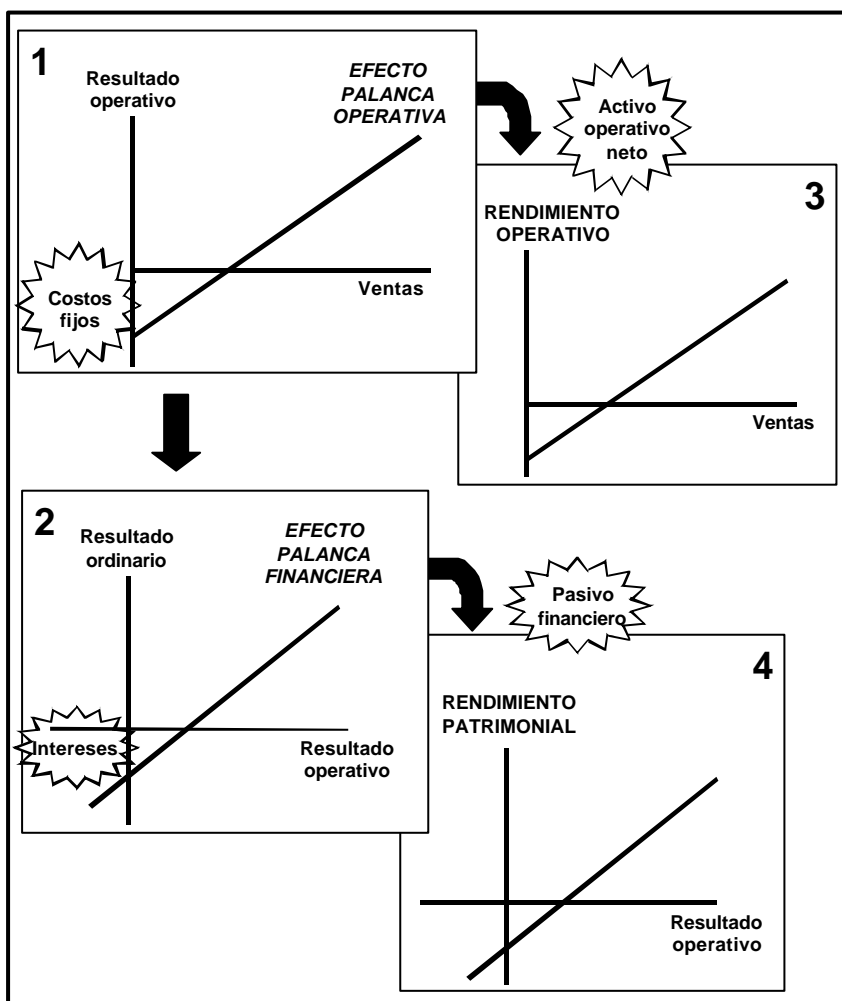 1
Resultado
operativo
EFECTO
PALANCA
OPERATIVA
Costos
fijos
Ventas
Activo
operativo
neto
3
RENDIMIENTO
OPERATIVO
Ventas
2
Resultado
ordinario
EFECTO
PALANCA
FINANCIERA
Intereses
Resultado
operativo
Pasivo
financiero
4
RENDIMIENTO
PATRIMONIAL
Resultado
operativo